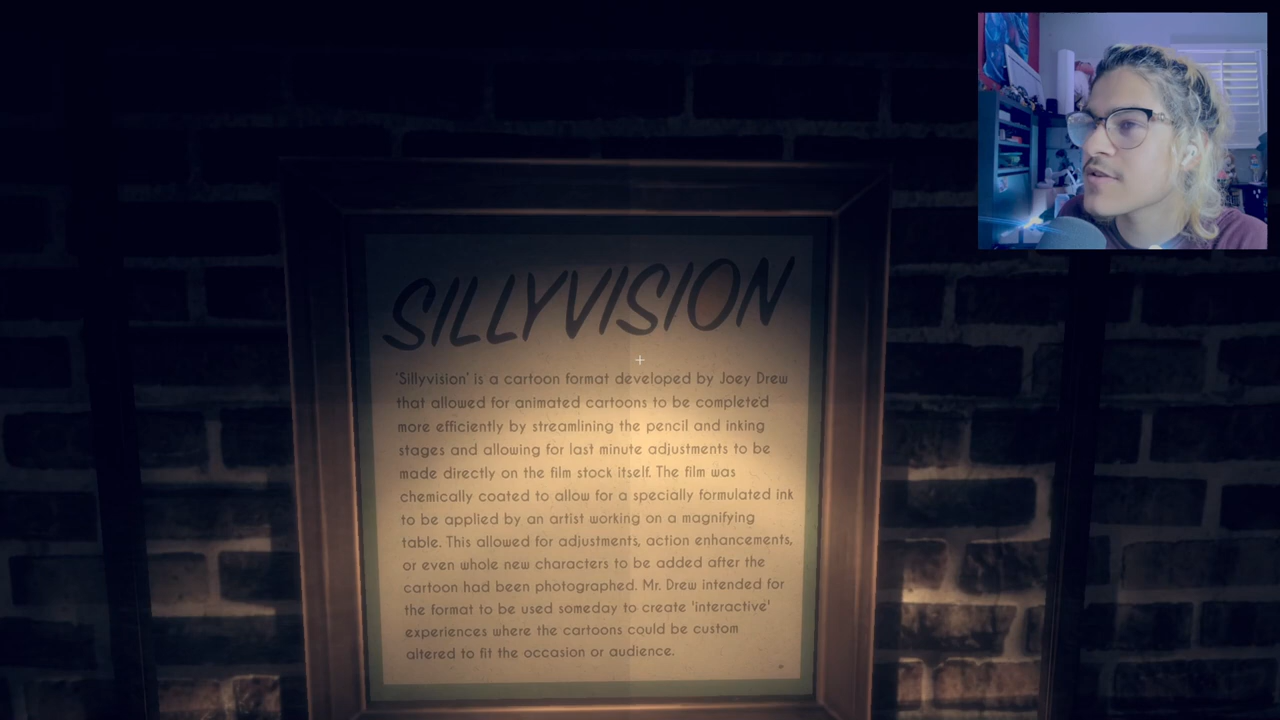 SILLYVISION
'Sillyvision' is a cartoon format developed by Joey Drew
that allowed for animated cartoons to be completed
more efficiently by streamlining the pencil and inking
stages and allowing for last minute adjustments to be
made directly on the film stock itself. The film was
chemically coated to allow for a specially formulated ink
to be applied by an artist working on a magnifying
table. This allowed for adjustments, action enhancements,
or even whole new characters to be added after the
cartoon had been photographed. Mr. Drew intended for
the format to be used someday to create 'interactive'
experiences where the cartoons could be custom
altered to fit the occasion or audience.